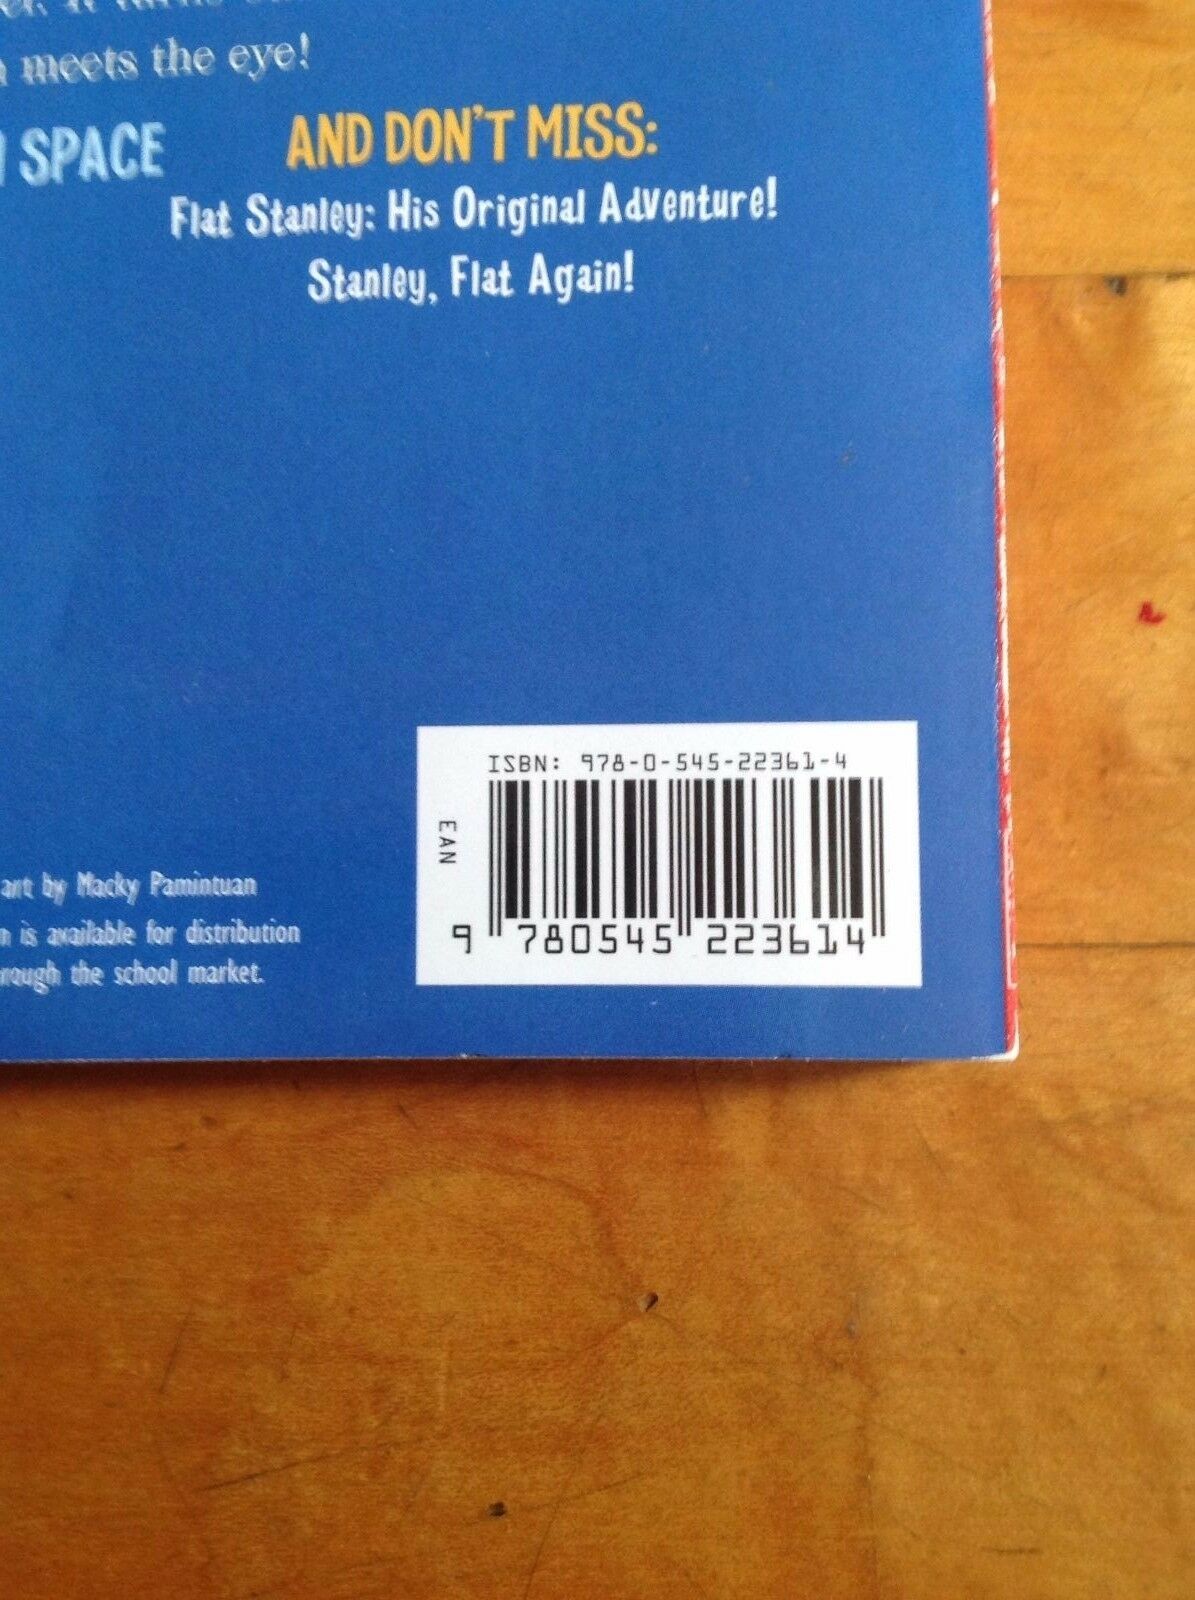 meets the eye!
SPACE
AND DON'T MISS:
Flat Stanley: His Original Adventure!
Stanley, Flat Again!
ISBN: 978-0-545-22361-4
EAN
9 780545 223614
art by Macky Pamintuan
is available for distribution
the school market.